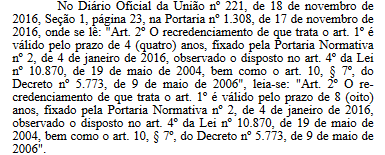 No Diário Oficial da União nº 221, de 18 de novembro de
2016, Seção 1, página 23, na Portaria nº 1.308, de 17 de novembro de
2016, onde se lê: "Art. 2º O recredenciamento de que trata o art. 1º é
válido pelo prazo de 4 (quatro) anos, fixado pela Portaria Normativa
nº 2, de 4 de janeiro de 2016, observado o disposto no art. 4º da Lei
nº 10.870, de 19 de maio de 2004, bem como o art. 10, § 7º, do
Decreto nº 5.773, de 9 de maio de 2006", leia-se: "Art. 2º O re-
credenciamento de que trata o art. 1º é válido pelo prazo de 8 (oito)
anos, fixado pela Portaria Normativa nº 2, de 4 de janeiro de 2016,
observado o disposto no art. 4º da Lei nº 10.870, de 19 de maio de
2004, bem como art. 10, § 7º, do Decreto nº 5.773, de 9 de maio de
2006".